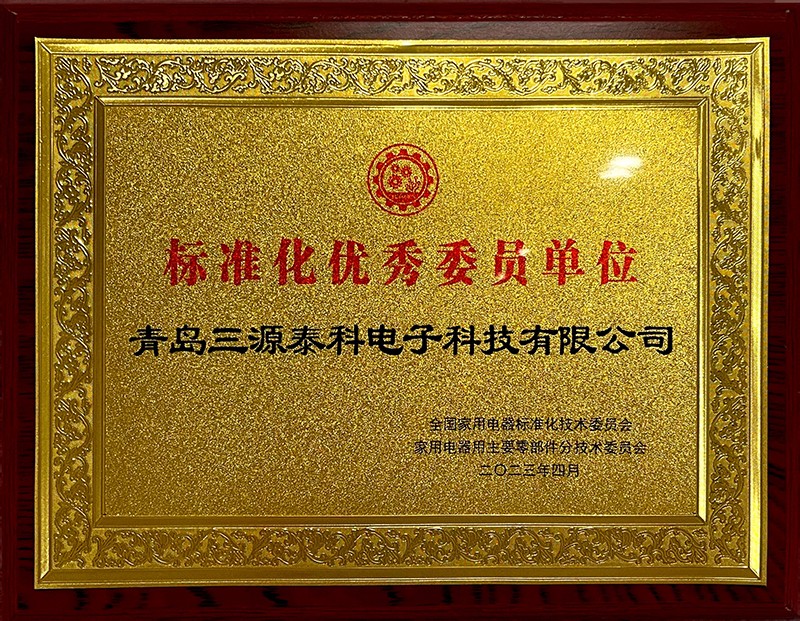 标准化优秀委员单位
青岛三源泰科电子科技有限公司
全国家用电器标准化技术委员会
家用电器用主要零部件分技术委员会
二〇二三年四月